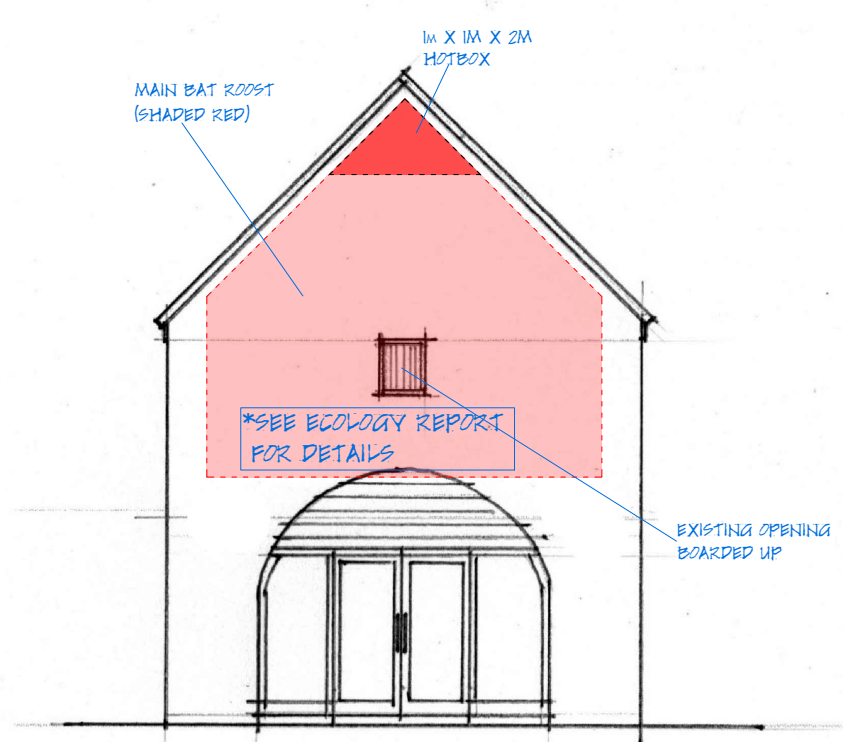 1M X 1M X 2M
HOTBOX
MAIN BAT ROOST
(SHADED RED)
*SEE ECOLOGY REPORT
FOR DETAILS
EXISTING OPENING
BOARDED UP